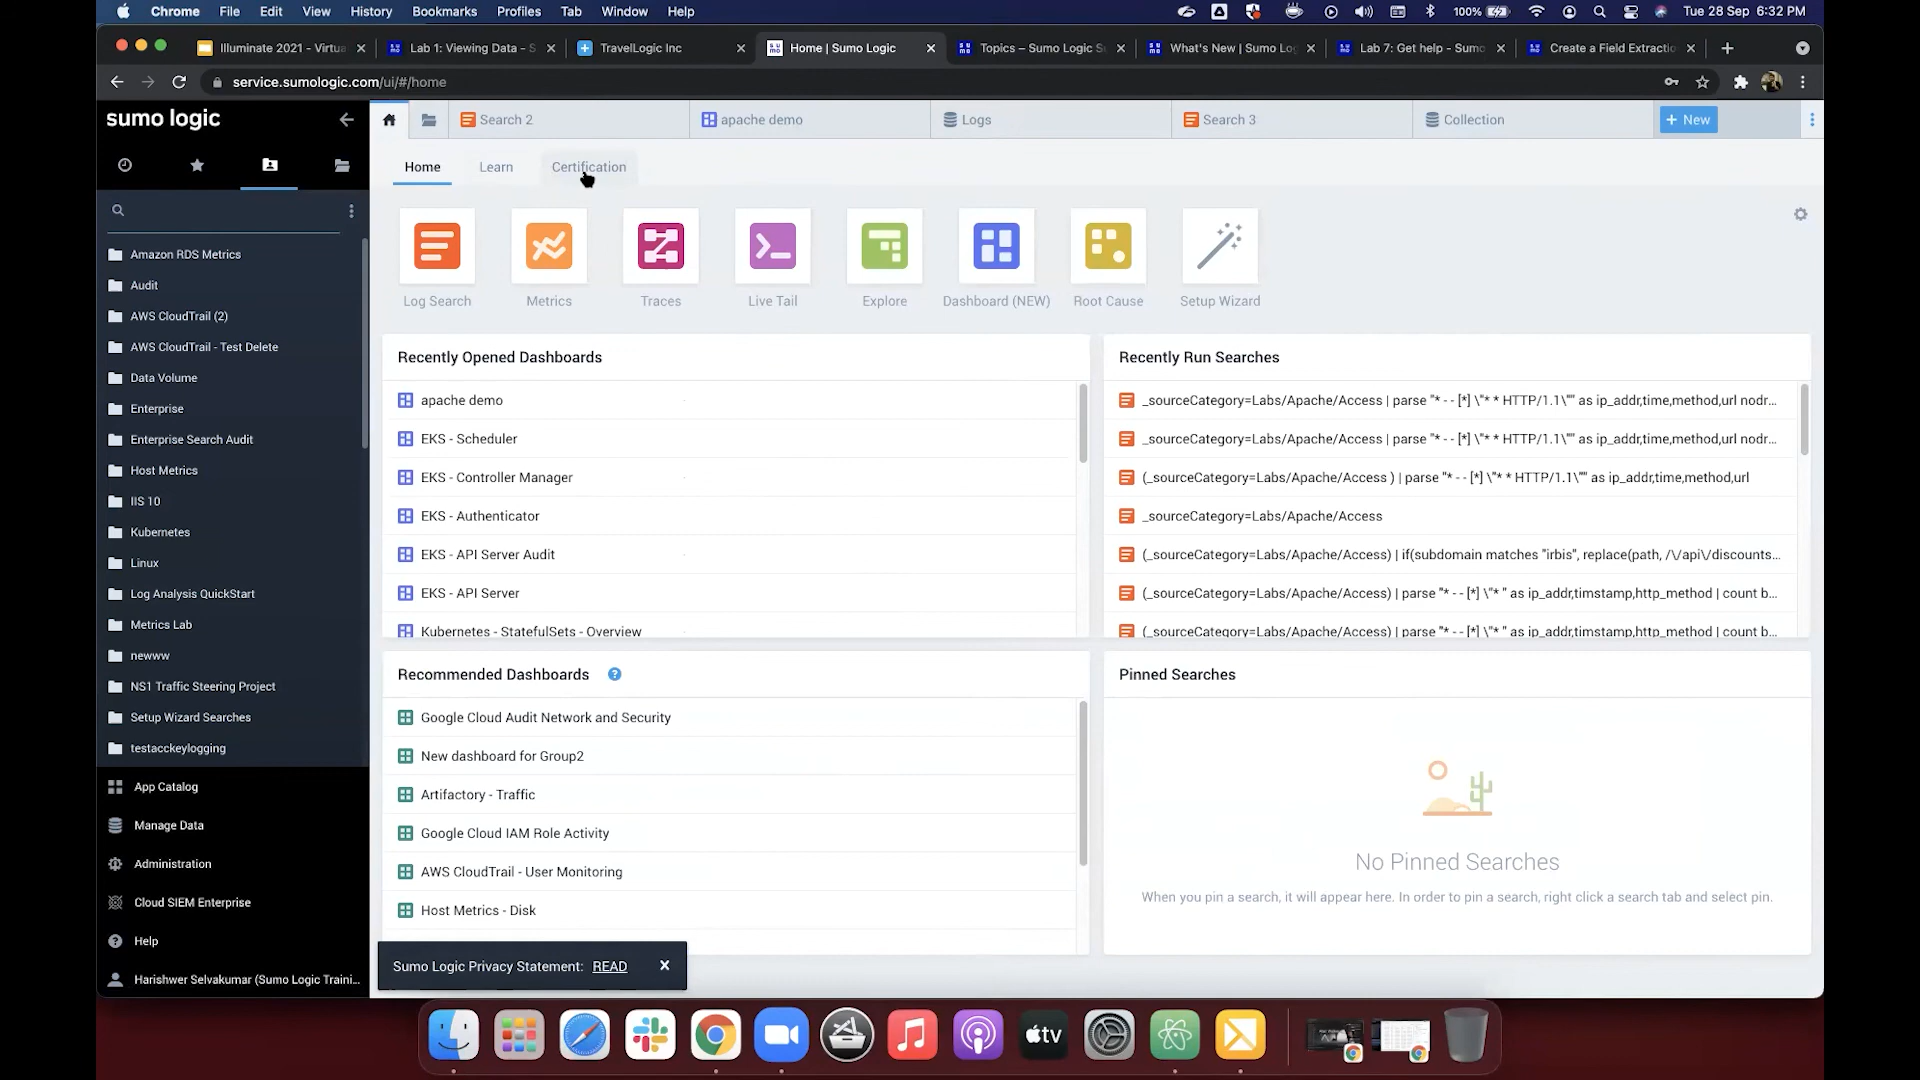 Chrome File Edit View History Bookmarks Profiles Tab Window Help 100% Tue 28 Sep 6:32 PM
Illuminate 2021 - Virtua Lab 1: Viewing Data - S TravelLogic Inc Home | Sumo Logic Topics – Sumo Logic Su What's New | Sumo Log Lab 7: Get help - Sumo Create a Field Extractio
service.sumologic.com/ui/#/home
sumo logic
Search 2 apache demo Logs Search 3 Collection + New
Home Learn Certification
Log Search Metrics Traces Live Tail Explore Dashboard (NEW) Root Cause Setup Wizard
Amazon RDS Metrics
Audit
AWS CloudTrail (2)
AWS CloudTrail - Test Delete
Data Volume
Enterprise
Enterprise Search Audit
Host Metrics
IIS 10
Kubernetes
Linux
Log Analysis QuickStart
Metrics Lab
newww
NS1 Traffic Steering Project
Setup Wizard Searches
testacckeylogging
App Catalog
Manage Data
Administration
Cloud SIEM Enterprise
Help
Harishwer Selvakumar (Sumo Logic Traini...
Recently Opened Dashboards
apache demo
EKS - Scheduler
EKS - Controller Manager
EKS - Authenticator
EKS - API Server Audit
EKS - API Server
Kubernetes - StatefulSets - Overview
Recently Run Searches
_sourceCategory=Labs/Apache/Access | parse "* - - [*] \"* * HTTP/1.1\"" as ip_addr,time,method,url nodr...
_sourceCategory=Labs/Apache/Access | parse "* - - [*] \"* * HTTP/1.1\"" as ip_addr,time,method,url nodr...
(_sourceCategory=Labs/Apache/Access ) | parse "* - - [*] \"* * HTTP/1.1\"" as ip_addr,time,method,url
_sourceCategory=Labs/Apache/Access
(_sourceCategory=Labs/Apache/Access) | if(subdomain matches "irbis", replace(path, /\/api\/discounts...
(_sourceCategory=Labs/Apache/Access) | parse "* - - [*] \"* " as ip_addr,timstamp,http_method | count b...
(_sourceCategory=Labs/Apache/Access) | parse "* - - [*] \"* " as ip_addr,timstamp,http_method | count b...
Recommended Dashboards ?
Google Cloud Audit Network and Security
New dashboard for Group2
Artifactory - Traffic
Google Cloud IAM Role Activity
AWS CloudTrail - User Monitoring
Host Metrics - Disk
Pinned Searches
No Pinned Searches
When you pin a search, it will appear here. In order to pin a search, right click a search tab and select pin.
Sumo Logic Privacy Statement: READ
tv